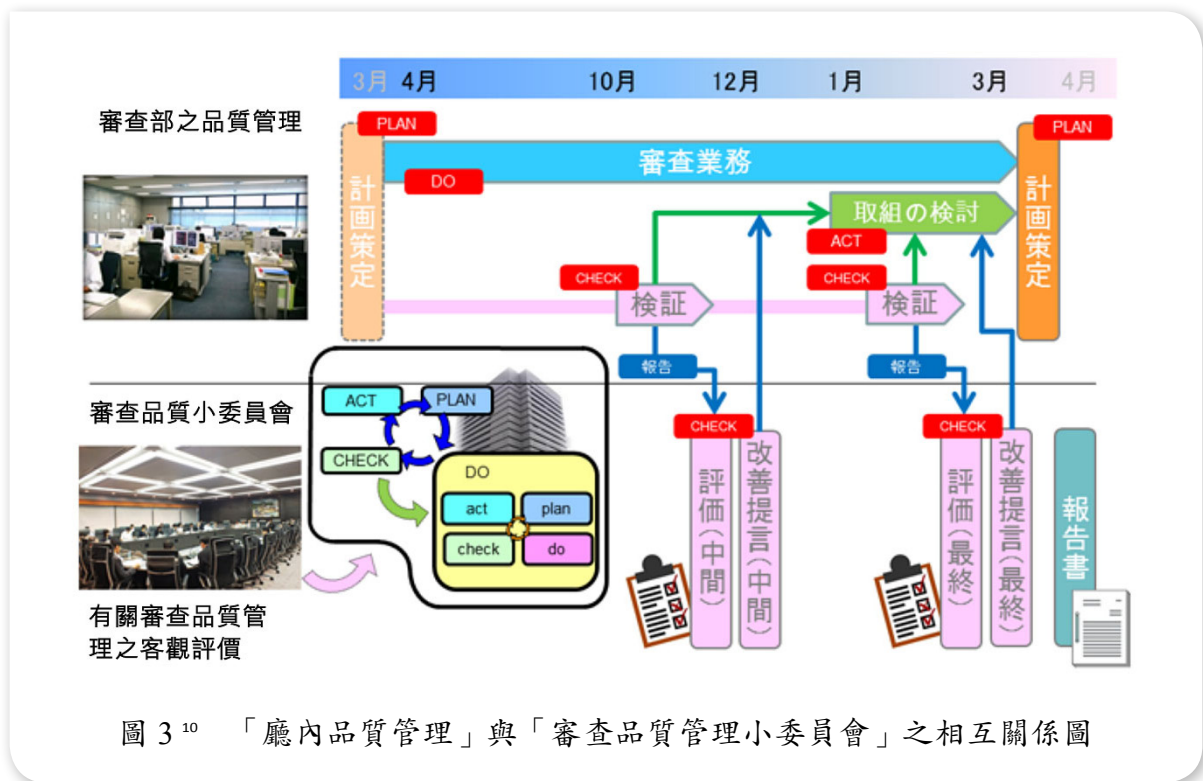 3月 4月 10月 12月 1月 3月 4月
審查部之品質管理
PLAN
計画策定
審査業務
DO
PLAN
計画策定
取組の検討
ACT
CHECK
検証
CHECK
検証
報告
報告
審查品質小委員會
ACT
PLAN
CHECK
DO
act
plan
check
do
CHECK
評価(中間)
改善提言(中間)
CHECK
評価(最終)
改善提言(最終)
報告書
有關審查品質管
理之客觀評價
圖 3 10 「廳內品質管理」與「審查品質管理小委員會」之相互關係圖